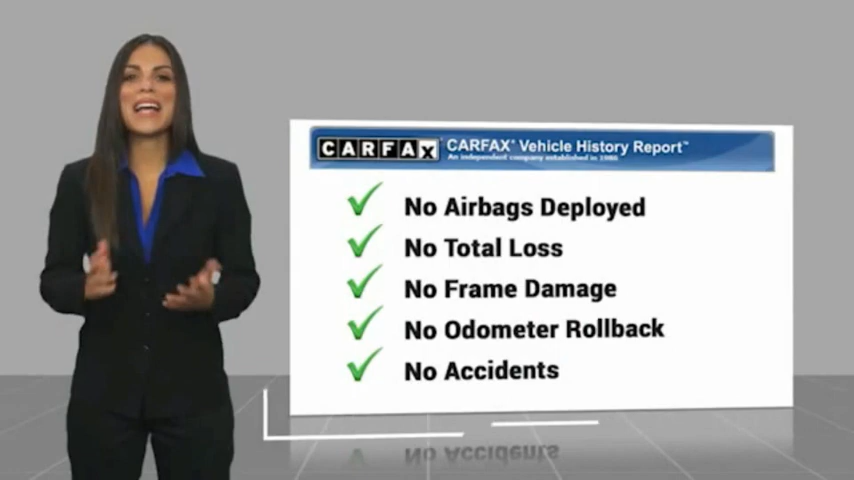 CARFAX CARFAX® Vehicle History Report™
An independent company established in 1986
No Airbags Deployed
No Total Loss
No Frame Damage
No Odometer Rollback
No Accidents
No Accidents